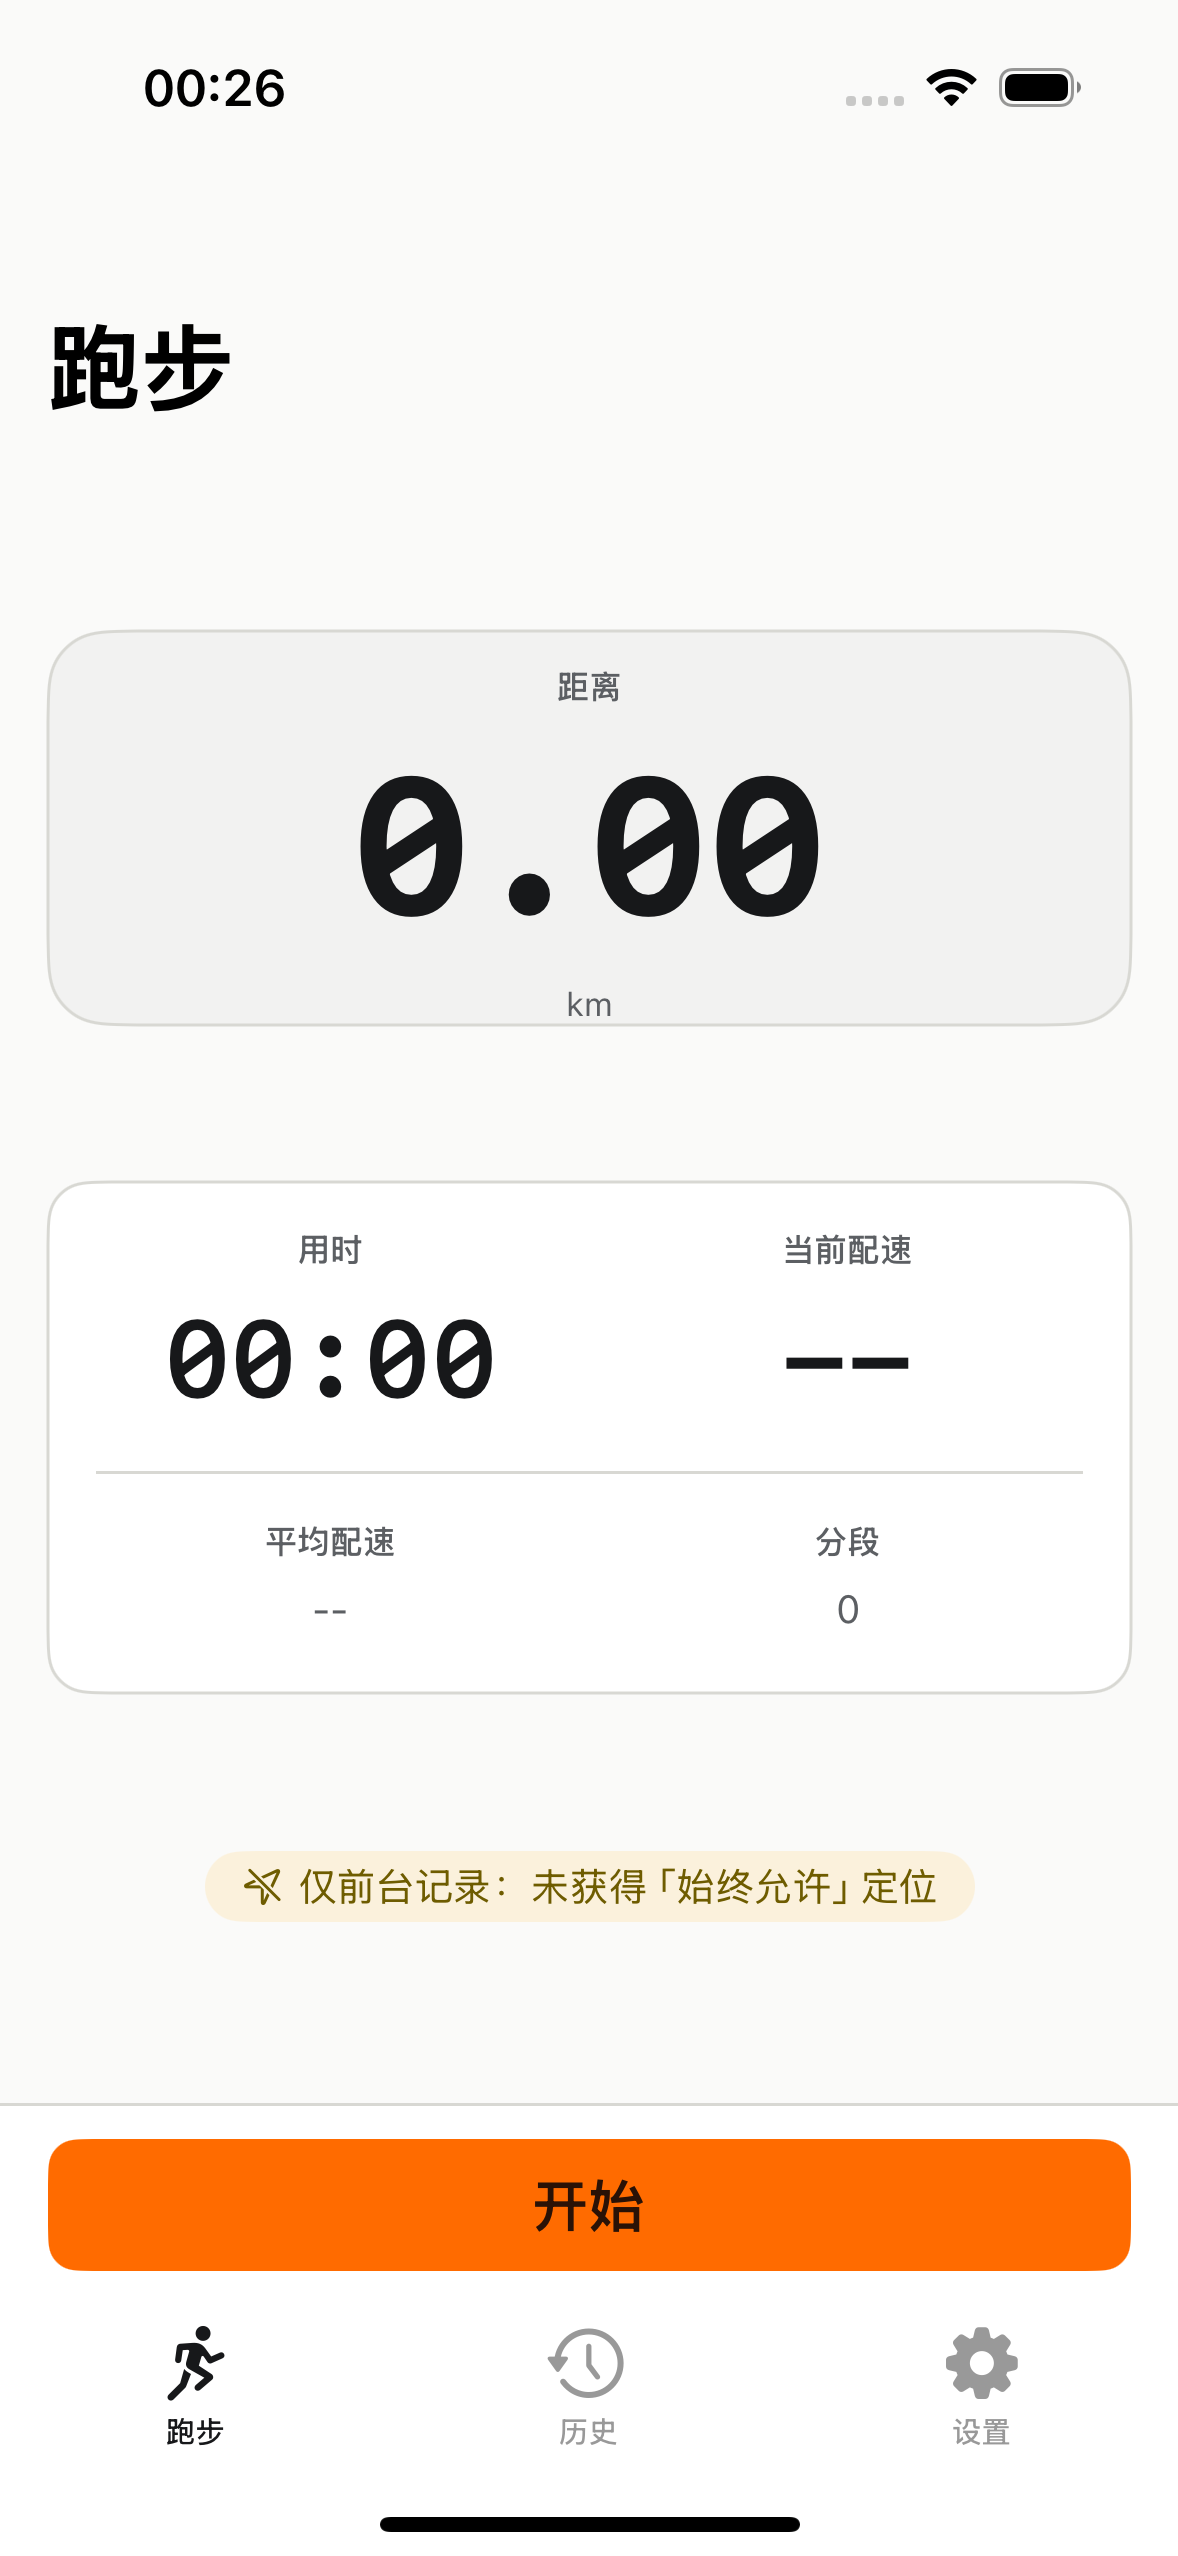 00:26
跑步
距离
0.00
km
用时
当前配速
00:00
--
平均配速
分段
--
0
仅前台记录：未获得「始终允许」定位
开始
跑步
历史
设置